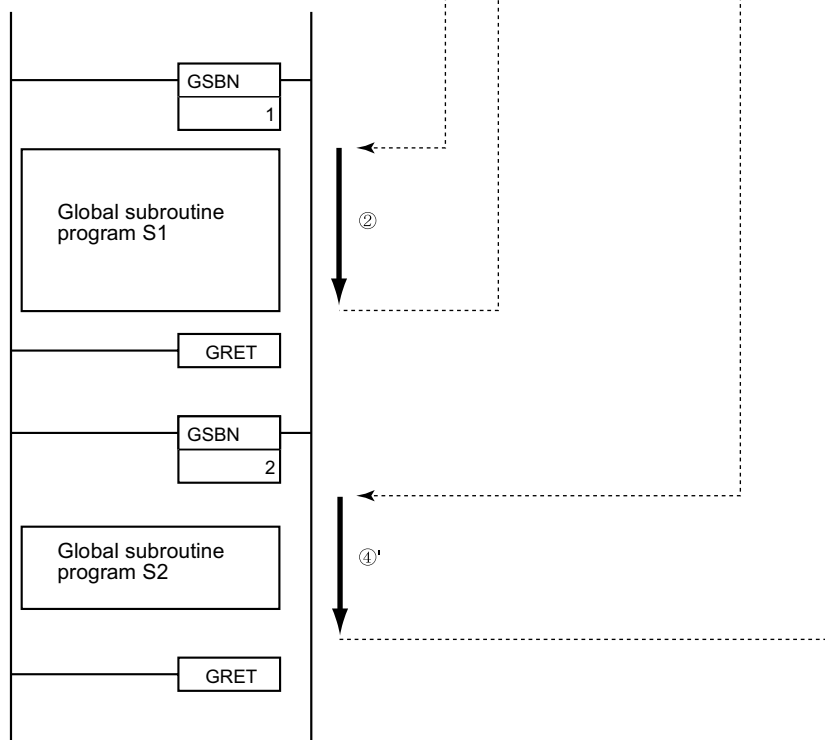 GSBN
1
Global subroutine
program S1
②
GRET
GSBN
2
Global subroutine
program S2
④'
GRET